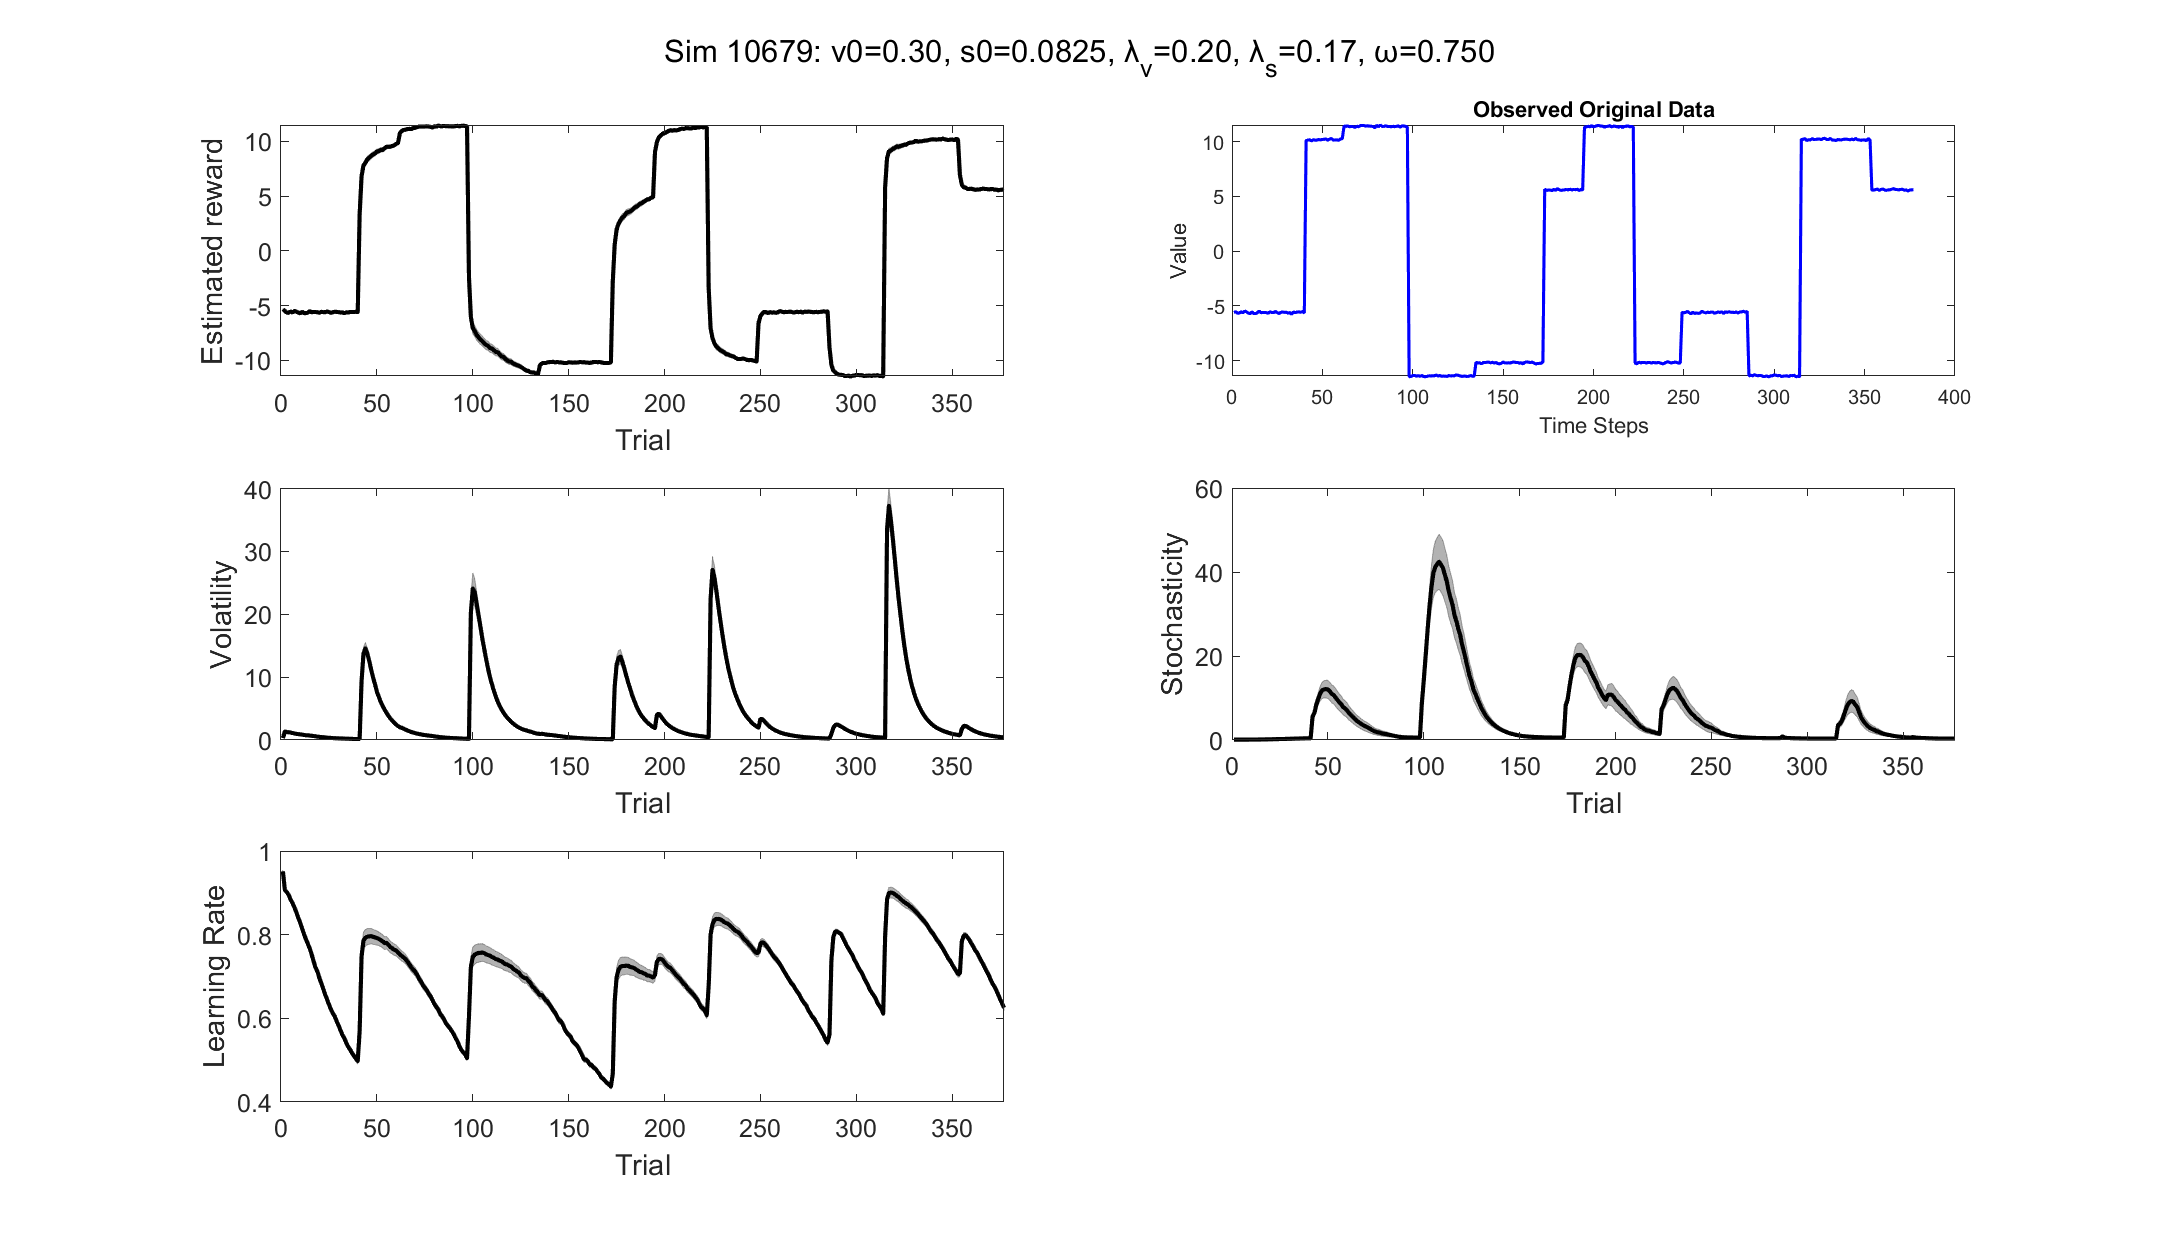 Sim 10679: v0=0.30, s0=0.0825, λ_v=0.20, λ_s=0.17, ω=0.750
Estimated reward
10
5
0
-5
-10
0 50 100 150 200 250 300 350
Trial
Observed Original Data
Value
10
5
0
-5
-10
0 50 100 150 200 250 300 350 400
Time Steps
Volatility
40
30
20
10
0
0 50 100 150 200 250 300 350
Trial
Stochasticity
60
40
20
0
0 50 100 150 200 250 300 350
Trial
Learning Rate
1
0.8
0.6
0.4
0 50 100 150 200 250 300 350
Trial